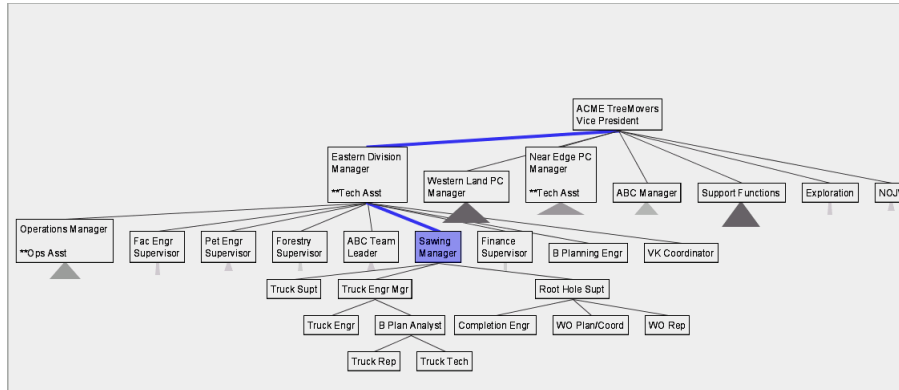 ACME TreeMovers
Vice President
Eastern Division
Manager
**Tech Asst
Western Land PC
Manager
Near Edge PC
Manager
**Tech Asst
ABC Manager
Support Functions
Exploration
NOJV
Operations Manager
**Ops Asst
Fac Engr
Supervisor
Pet Engr
Supervisor
Forestry
Supervisor
ABC Team
Leader
Sawing
Manager
Finance
Supervisor
B Planning Engr
VK Coordinator
Truck Supt
Truck Engr Mgr
Root Hole Supt
Truck Engr
B Plan Analyst
Completion Engr
WO Plan/Coord
WO Rep
Truck Rep
Truck Tech